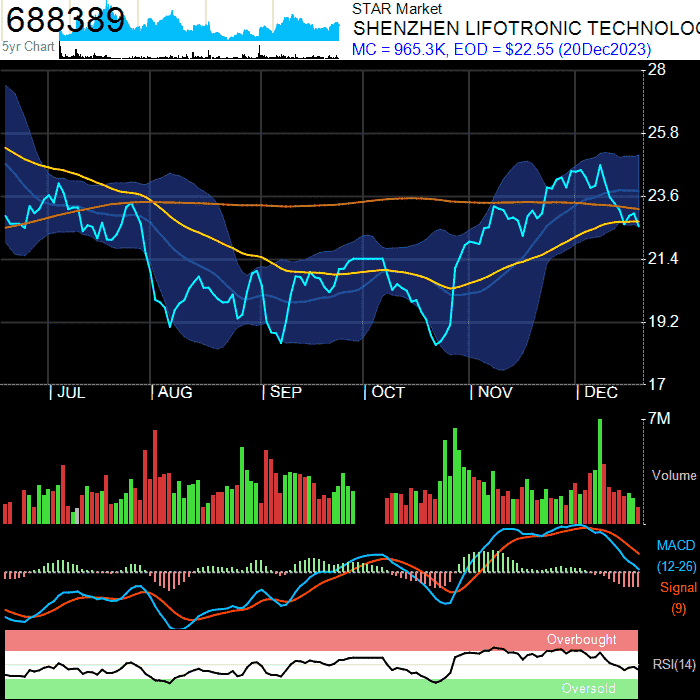 688389
5yr Chart
STAR Market
SHENZHEN LIFOTRONIC TECHNOLO
MC = 965.3K, EOD = $22.55 (20Dec2023)
28
25.8
23.6
21.4
19.2
17
JUL AUG SEP OCT NOV DEC
7M
Volume
MACD
(12-26)
Signal
(9)
Overbought
RSI(14)
Oversold